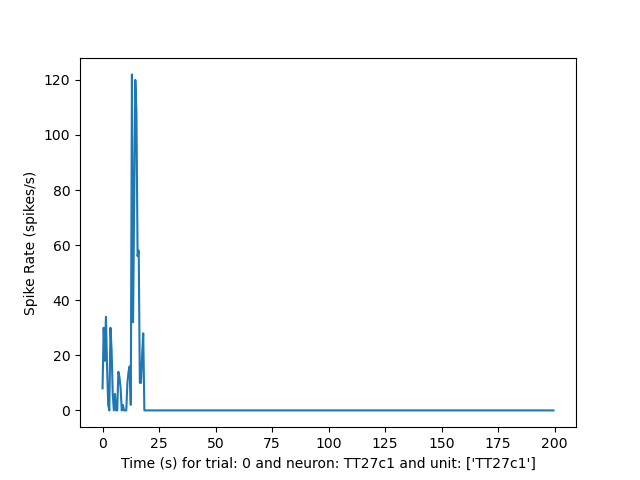 120
100
80
60
40
20
0
Spike Rate (spikes/s)
0 25 50 75 100 125 150 175 200
Time (s) for trial: 0 and neuron: TT27c1 and unit: ['TT27c1']